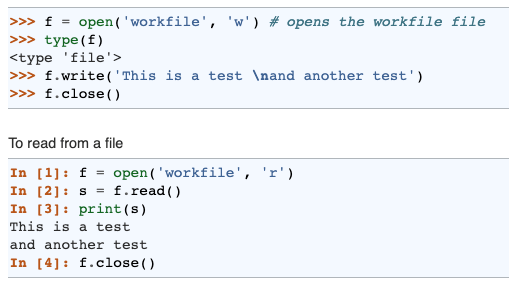 >>> f = open('workfile', 'w') # opens the workfile file
>>> type(f)
<type 'file'>
>>> f.write('This is a test \nand another test')
>>> f.close()
To read from a file
In [1]: f = open('workfile', 'r')
In [2]: s = f.read()
In [3]: print(s)
This is a test
and another test
In [4]: f.close()